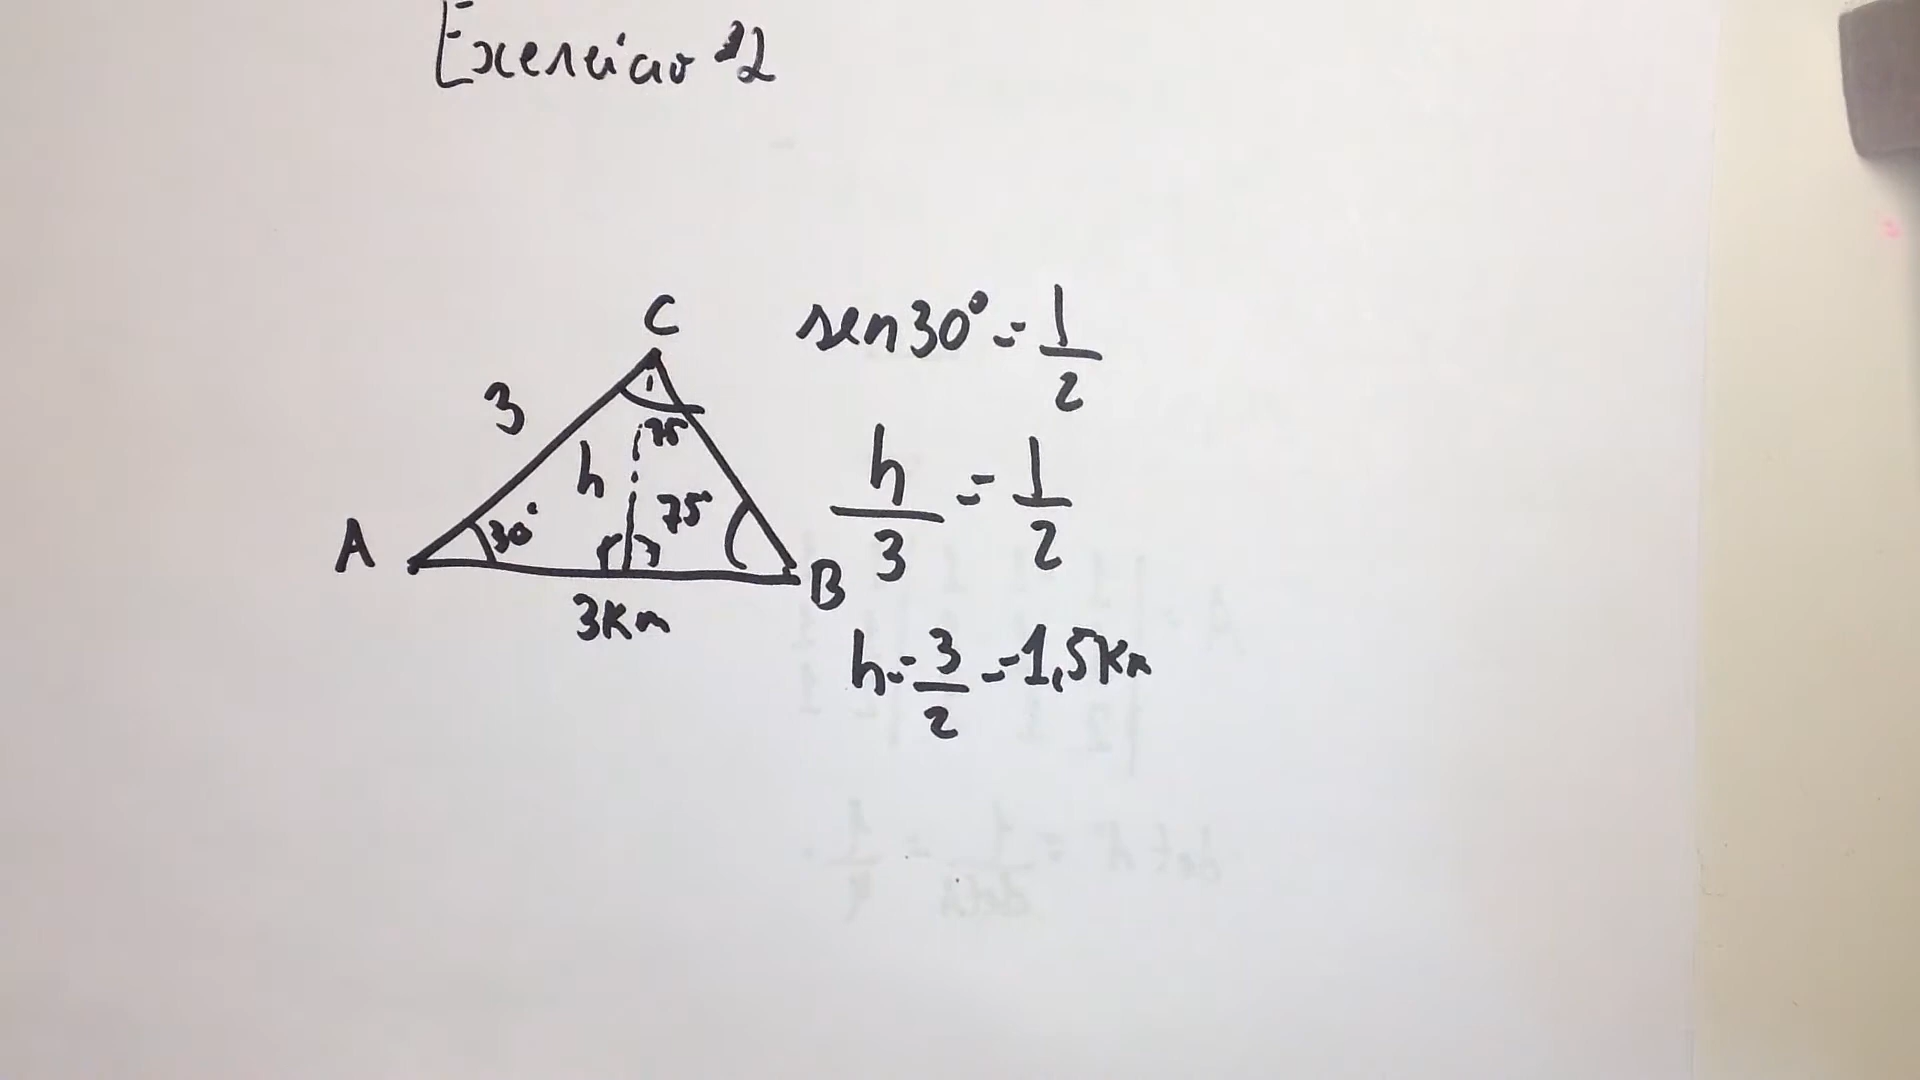 Exercício 12
C
sen30° = 1/2
3
75
h
h/3 = 1/2
75°
30°
A
B
3Km
h = 3/2 = 1,5Km